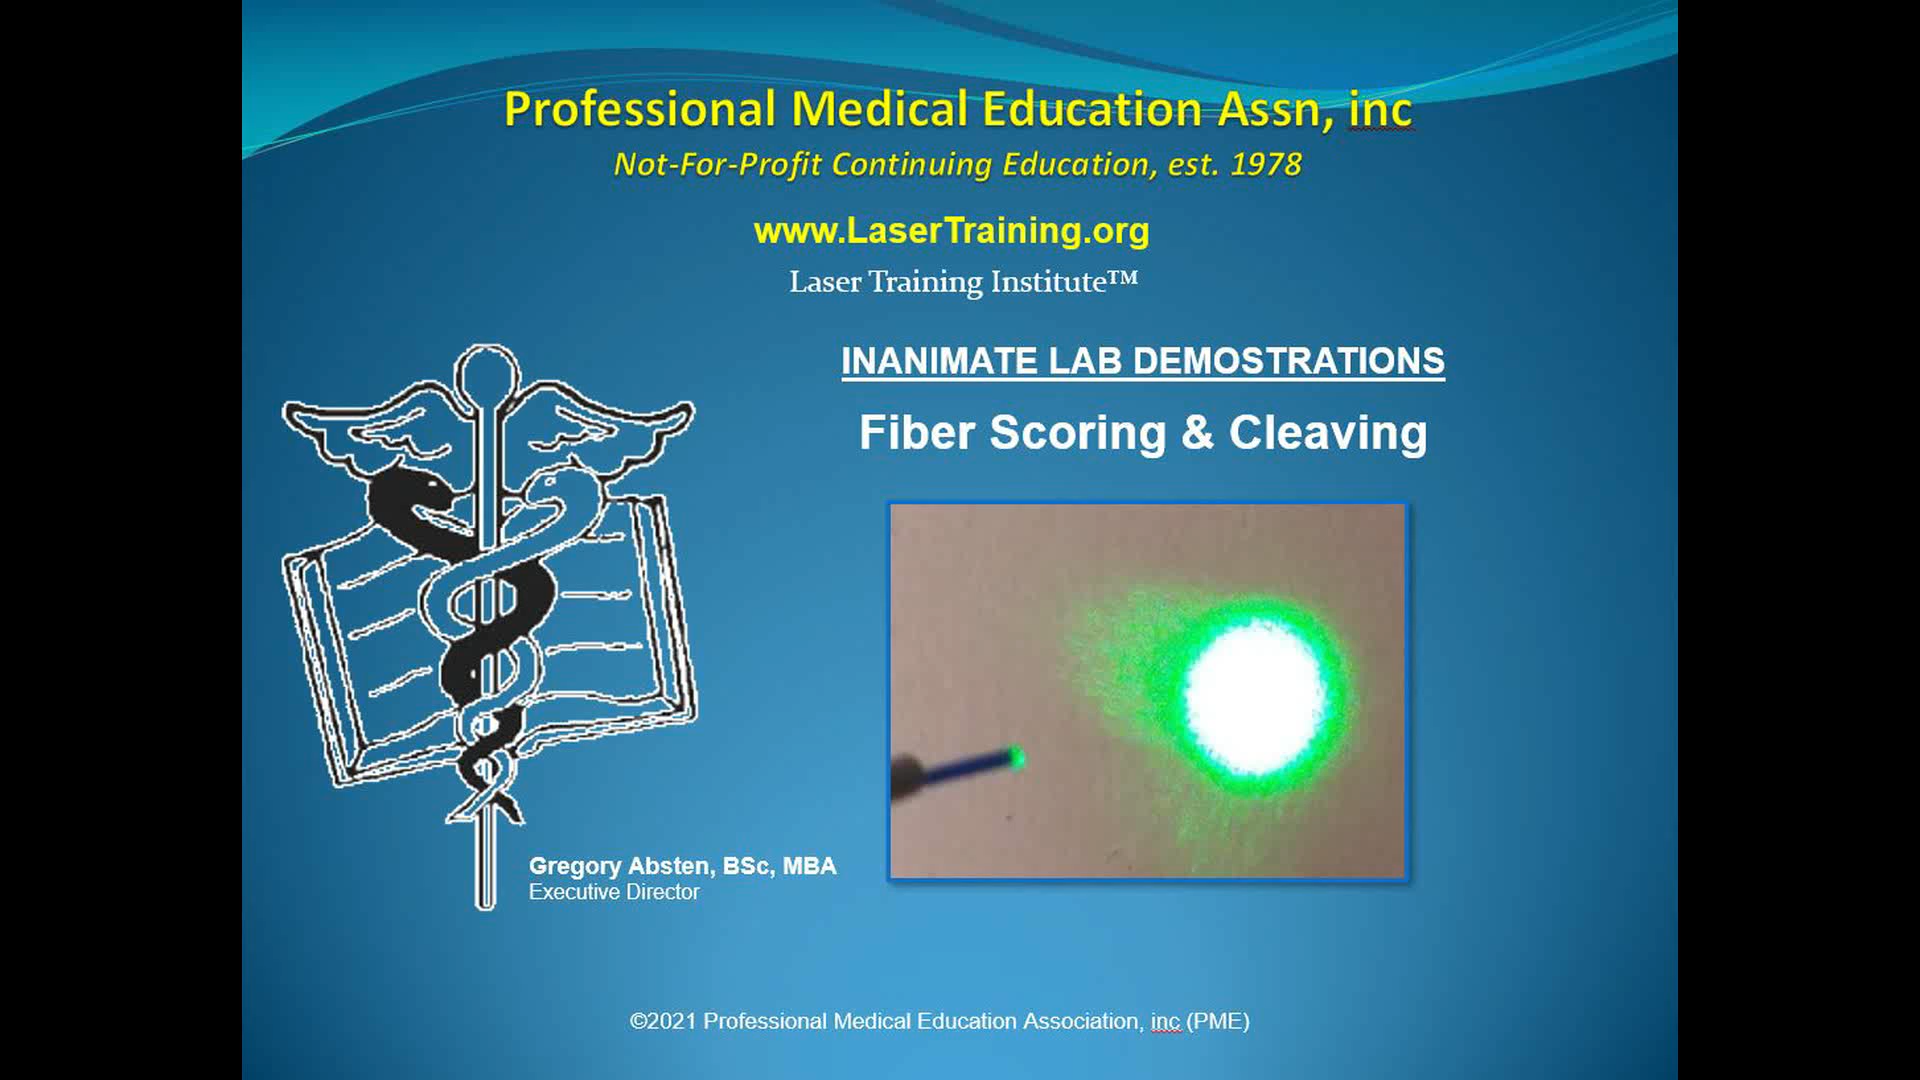 Professional Medical Education Assn, inc
Not-For-Profit Continuing Education, est. 1978
www.LaserTraining.org
Laser Training Institute™
INANIMATE LAB DEMOSTRATIONS
Fiber Scoring & Cleaving
Gregory Absten, BSc, MBA
Executive Director
©2021 Professional Medical Education Association, inc (PME)